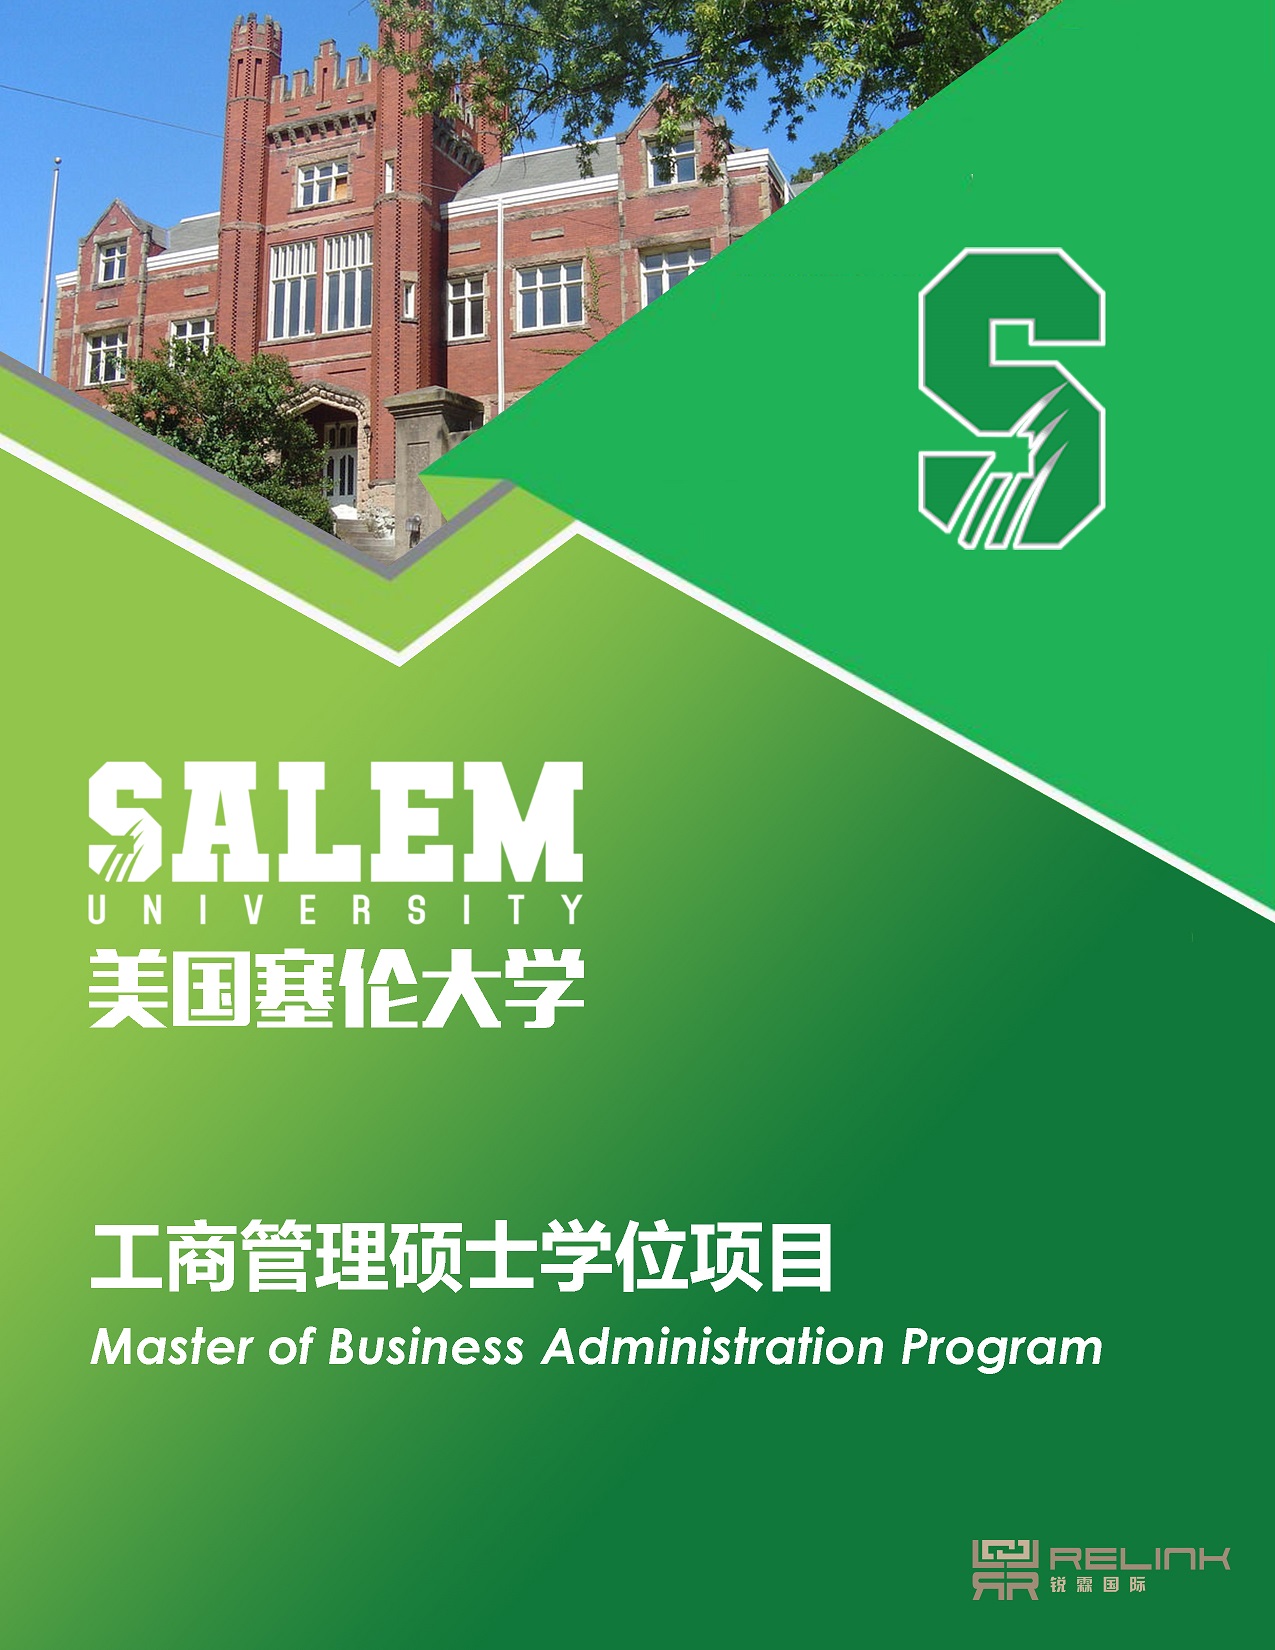 SALEM
UNIVERSITY
美国塞伦大学
工商管理硕士学位项目
Master of Business Administration Program
RELINK
锐霖国际